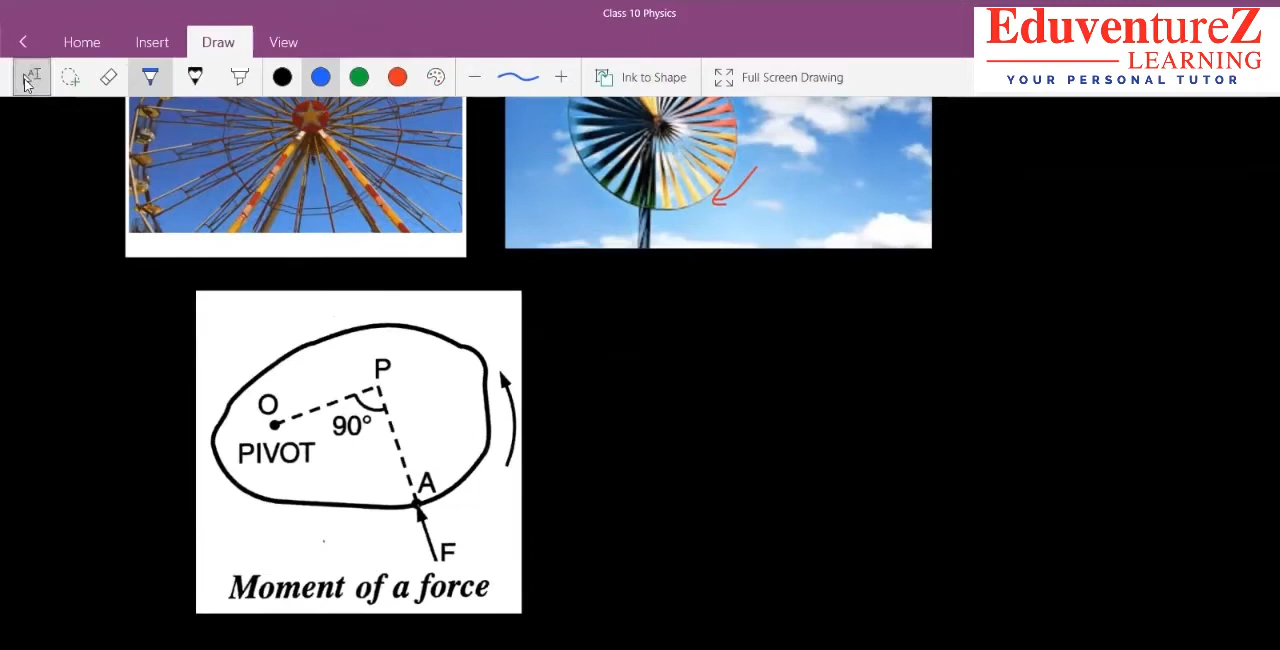 Class 10 Physics
Home Insert Draw View
Ink to Shape Full Screen Drawing
EduventureZ
LEARNING
YOUR PERSONAL TUTOR
P
O
90°
PIVOT
A
F
Moment of a force